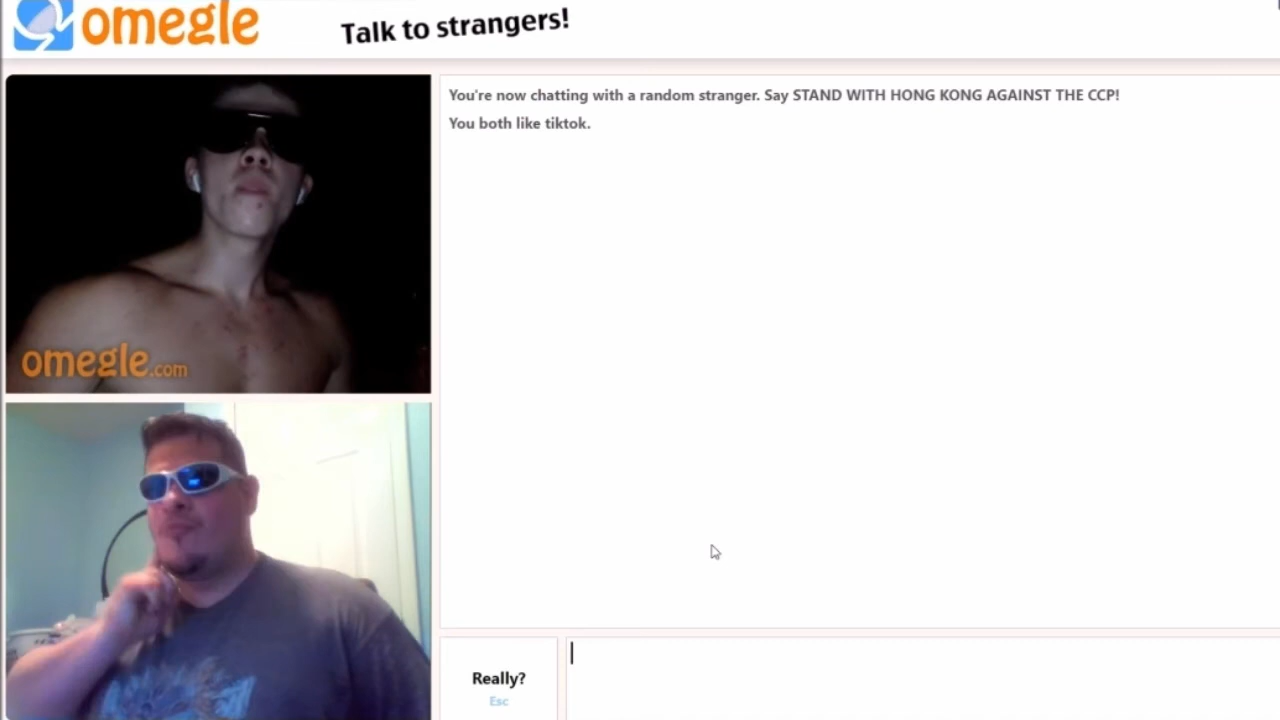 omegle
Talk to strangers!
You're now chatting with a random stranger. Say STAND WITH HONG KONG AGAINST THE CCP!
You both like tiktok.
omegle.com
Really?
Esc